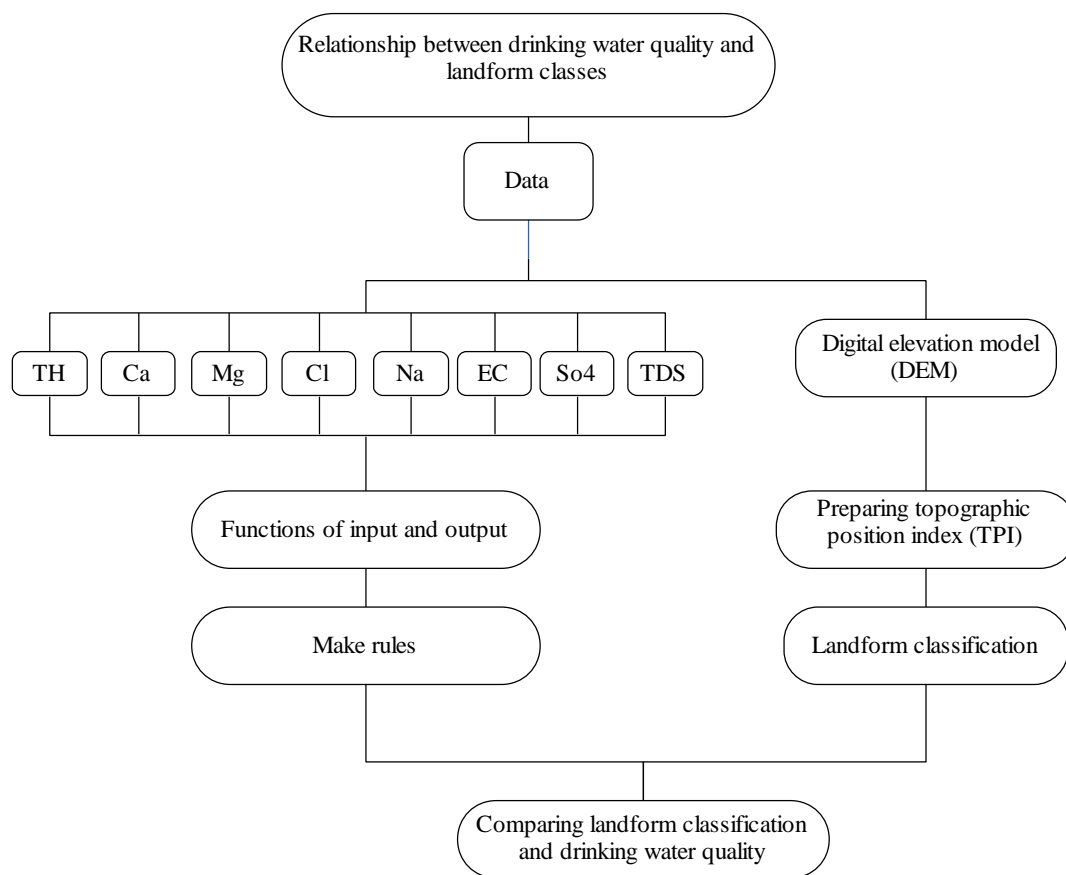 Relationship between drinking water quality and
landform classes
Data
TH
Ca
Mg
Cl
Na
EC
So4
TDS
Digital elevation model
(DEM)
Functions of input and output
Preparing topographic
position index (TPI)
Make rules
Landform classification
Comparing landform classification
and drinking water quality